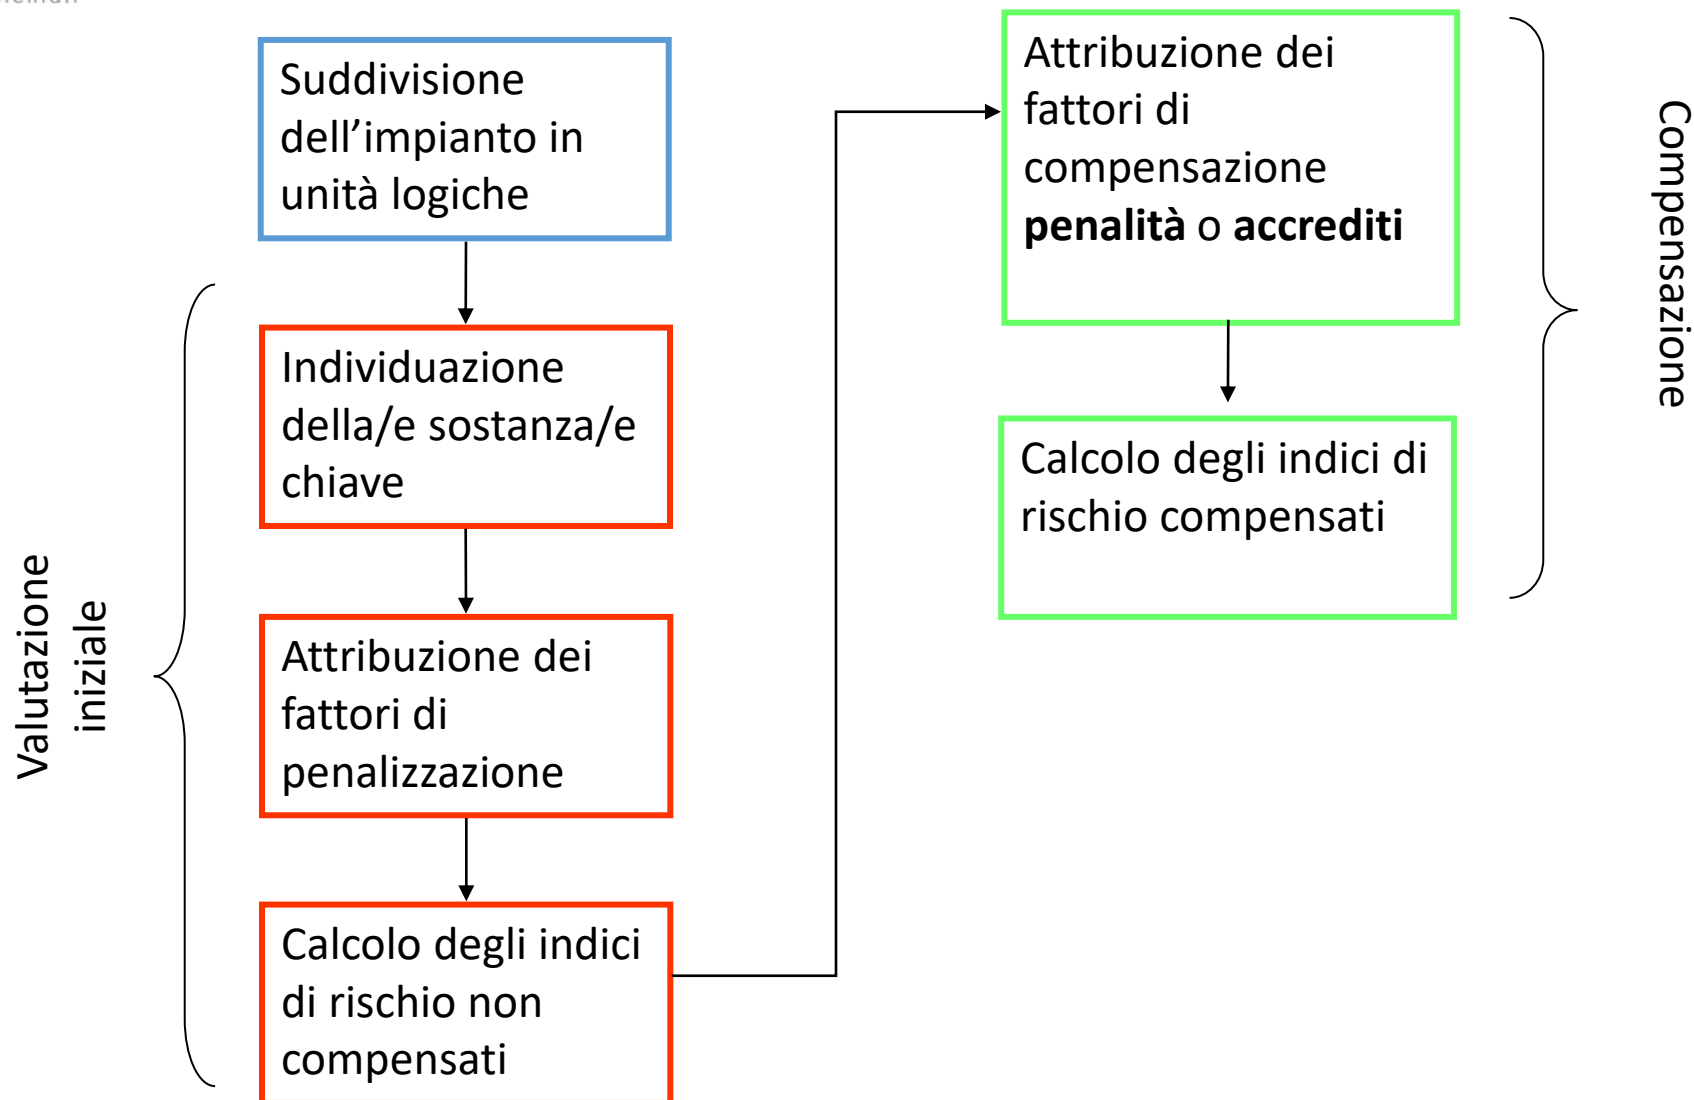 Suddivisione
dell’impianto in
unità logiche
Individuazione
della/e sostanza/e
chiave
Attribuzione dei
fattori di
penalizzazione
Calcolo degli indici
di rischio non
compensati
Valutazione
iniziale
Attribuzione dei
fattori di
compensazione
penalità o accrediti
Calcolo degli indici di
rischio compensati
Compensazione